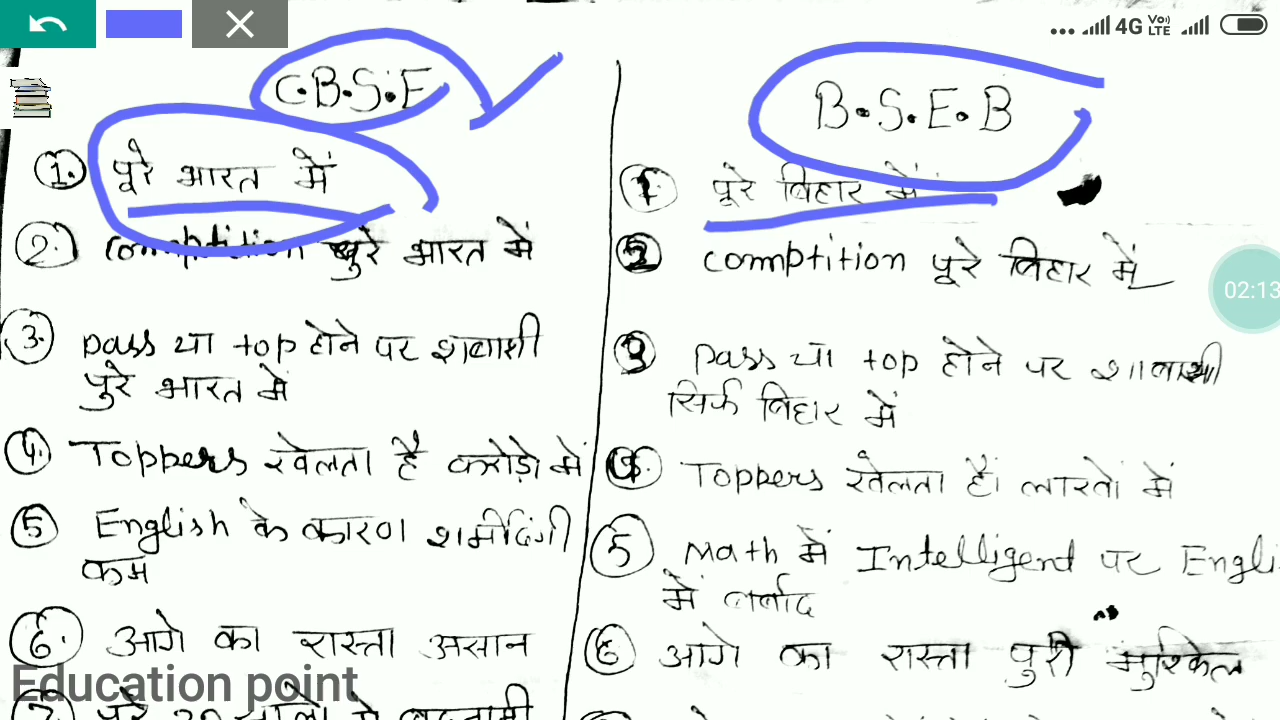 4G Vo) LTE
C.B.S.E
1. पूरे भारत में
2. comptition पुरे भारत में
3. pass या top होने पर शाबाशी
पुरे भारत में
4. Toppers खेलता है करोड़ो में
5 English के कारण शर्मीदिंगी
कम
6. आगे का रास्ता असान
Education point
B.S.E.B
1 पूरे बिहार में
2 comptition पूरे बिहार में
3 pass या top होने पर शाबाशी
सिर्फ बिहार में
4. Toppers खेलता है। लाखों में
5 Math में Intelligent पर Engli
में बर्बाद
6 आगे का रास्ता पुरी मुश्किल
02:13